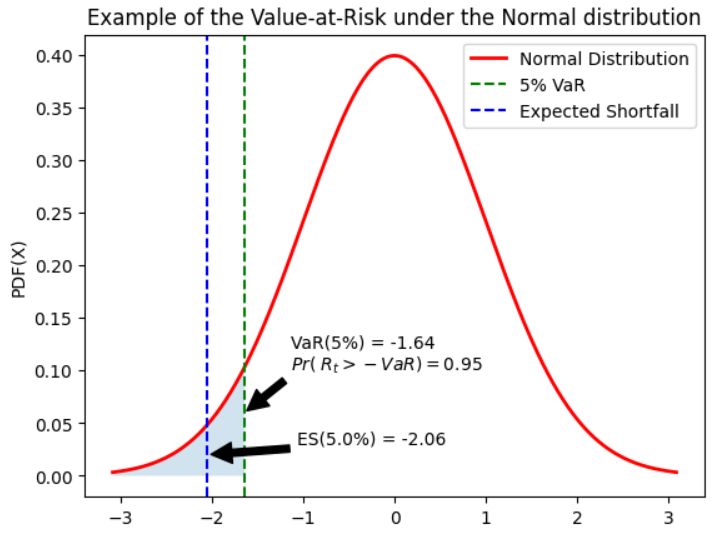 Example of the Value-at-Risk under the Normal distribution
Normal Distribution
5% VaR
Expected Shortfall
PDF(X)
0.40
0.35
0.30
0.25
0.20
0.15
0.10
0.05
0.00
VaR(5%) = -1.64
Pr( R_t > − VaR) = 0.95
ES(5.0%) = -2.06
−3 −2 −1 0 1 2 3